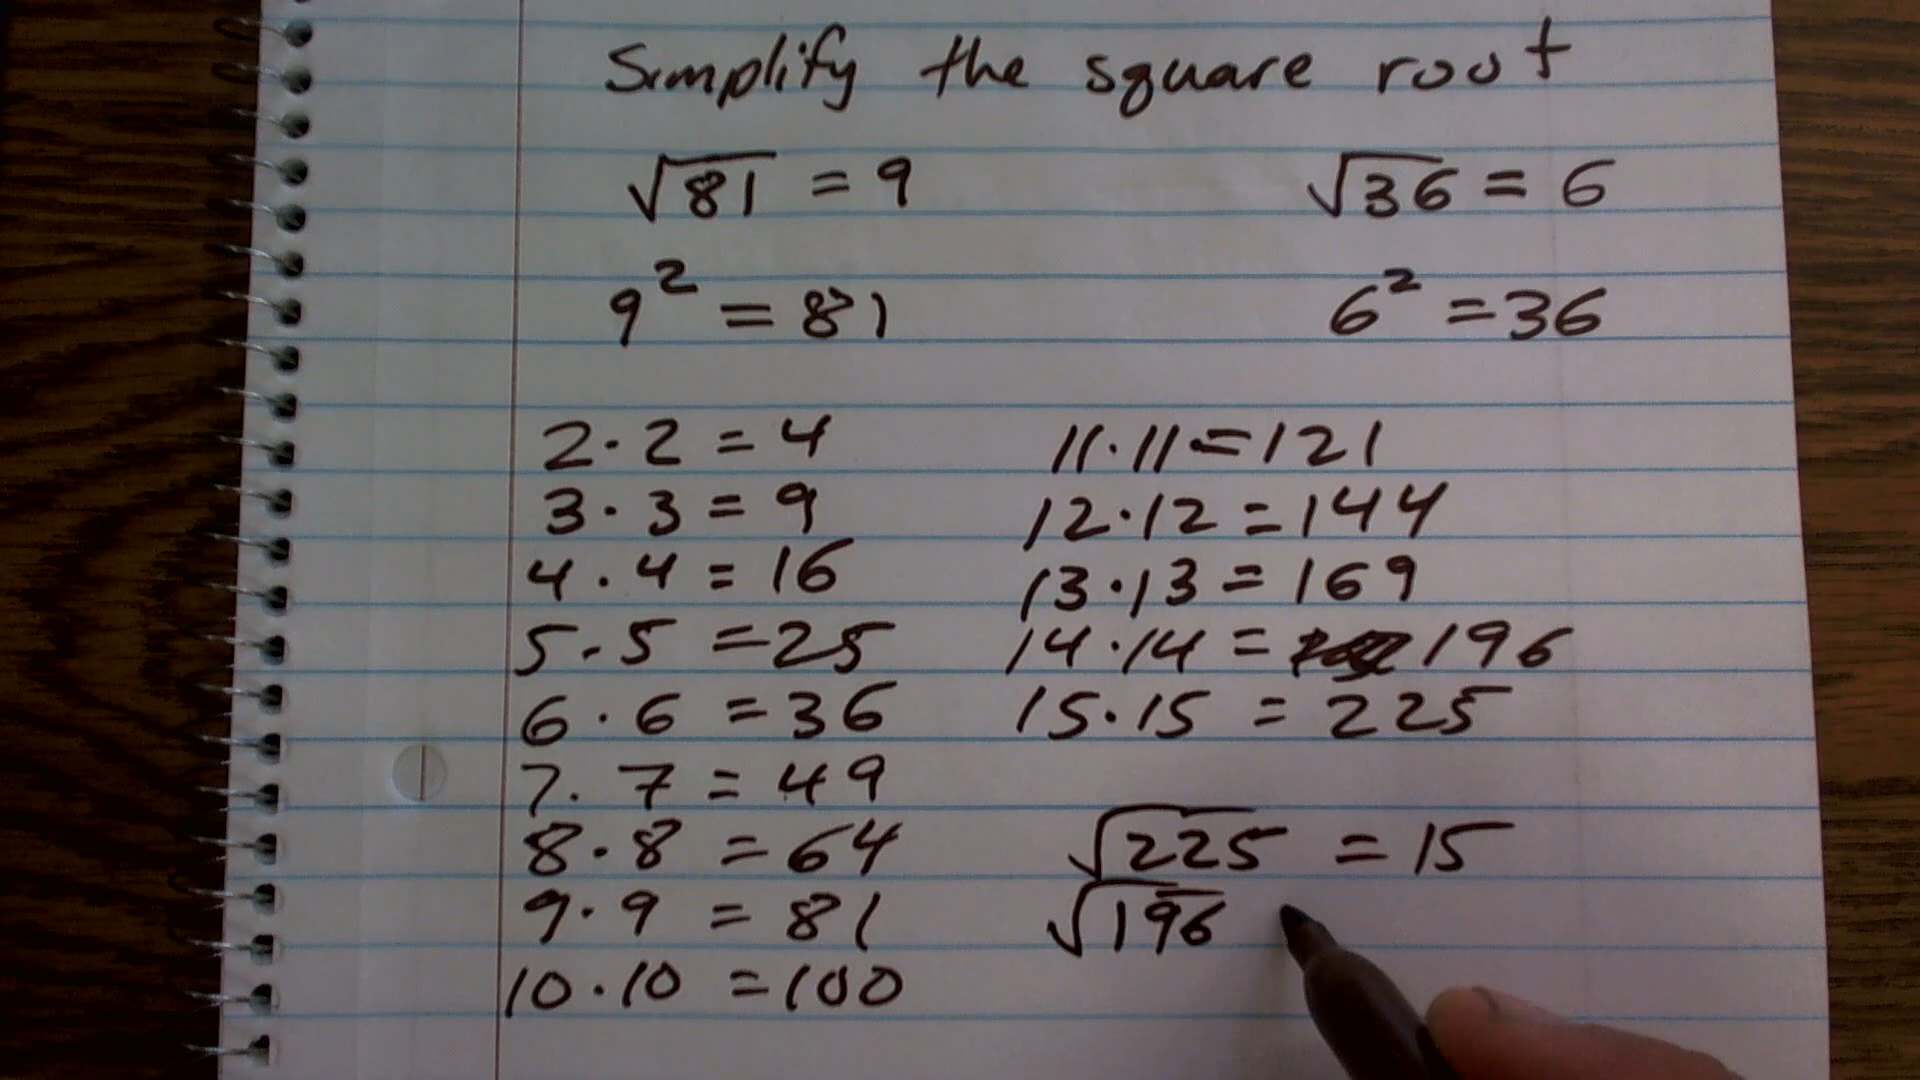 Simplify the square root
√81 = 9
√36 = 6
9² = 81
6² = 36
2·2 = 4
3·3 = 9
4·4 = 16
5·5 = 25
6·6 = 36
7·7 = 49
8·8 = 64
9·9 = 81
10·10 = 100
11·11 = 121
12·12 = 144
13·13 = 169
14·14 = 196
15·15 = 225
√225 = 15
√196